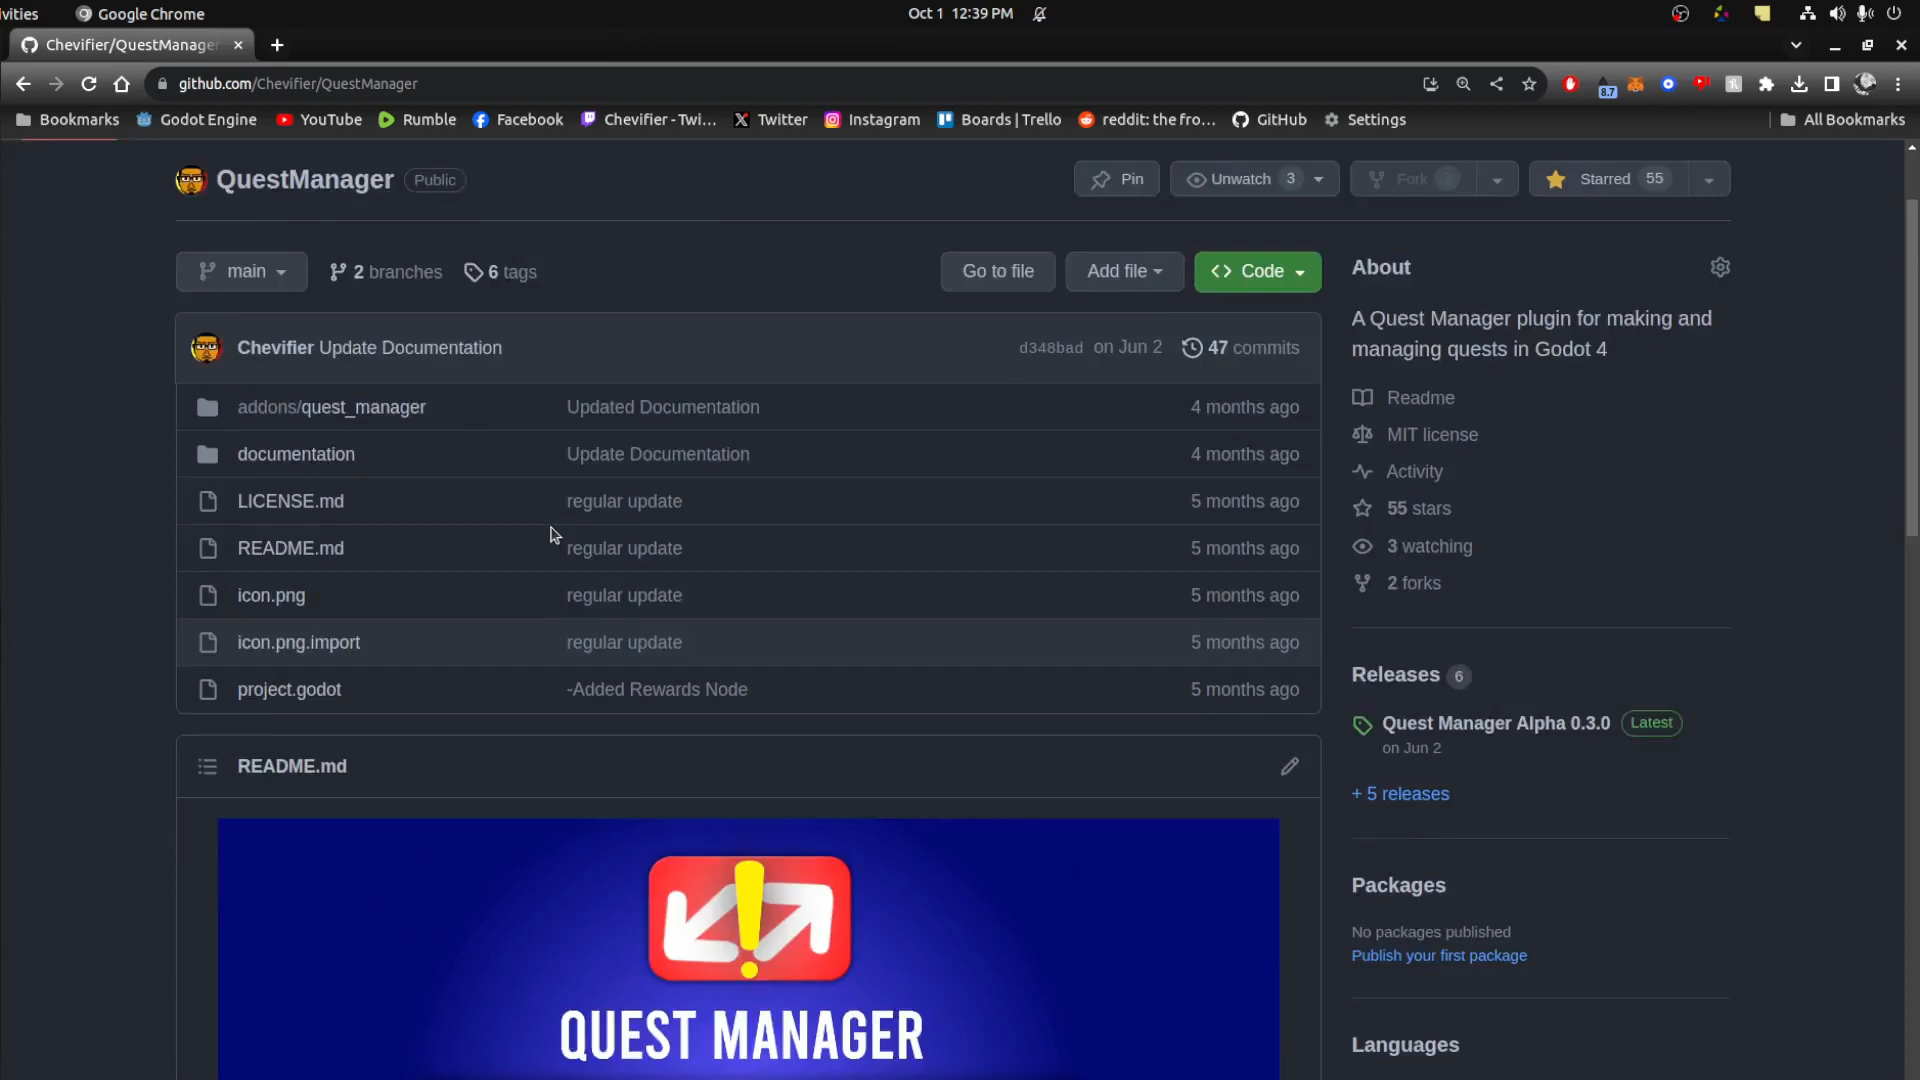 ivities
Google Chrome
Oct 1 12:39 PM
Chevifier/QuestManage
github.com/Chevifier/QuestManager
8.7
Bookmarks
Godot Engine
YouTube
Rumble
Facebook
Chevifier - Twi...
Twitter
Instagram
Boards | Trello
reddit: the fro...
GitHub
Settings
All Bookmarks
QuestManager
Public
Pin
Unwatch 3
Fork
Starred 55
main
2 branches
6 tags
Go to file
Add file
<> Code
About
A Quest Manager plugin for making and
managing quests in Godot 4
Chevifier Update Documentation
d348bad on Jun 2
47 commits
addons/quest_manager
Updated Documentation
4 months ago
documentation
Update Documentation
4 months ago
LICENSE.md
regular update
5 months ago
README.md
regular update
5 months ago
icon.png
regular update
5 months ago
icon.png.import
regular update
5 months ago
project.godot
-Added Rewards Node
5 months ago
Readme
MIT license
Activity
55 stars
3 watching
2 forks
Releases 6
Quest Manager Alpha 0.3.0
Latest
on Jun 2
+ 5 releases
README.md
QUEST MANAGER
Packages
No packages published
Publish your first package
Languages